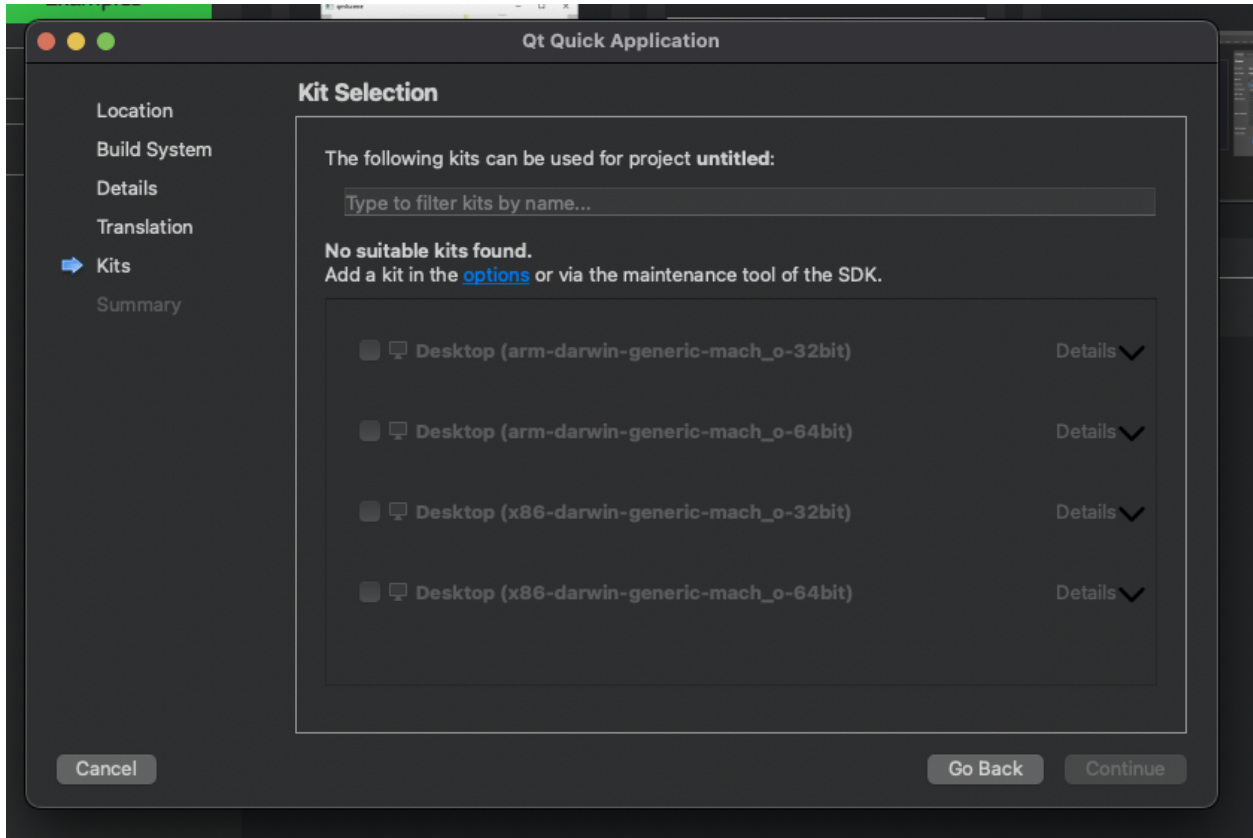 Qt Quick Application
Location
Build System
Details
Translation
Kits
Summary
Kit Selection
The following kits can be used for project untitled:
Type to filter kits by name...
No suitable kits found.
Add a kit in the options or via the maintenance tool of the SDK.
Desktop (arm-darwin-generic-mach_o-32bit) Details
Desktop (arm-darwin-generic-mach_o-64bit) Details
Desktop (x86-darwin-generic-mach_o-32bit) Details
Desktop (x86-darwin-generic-mach_o-64bit) Details
Cancel
Go Back
Continue